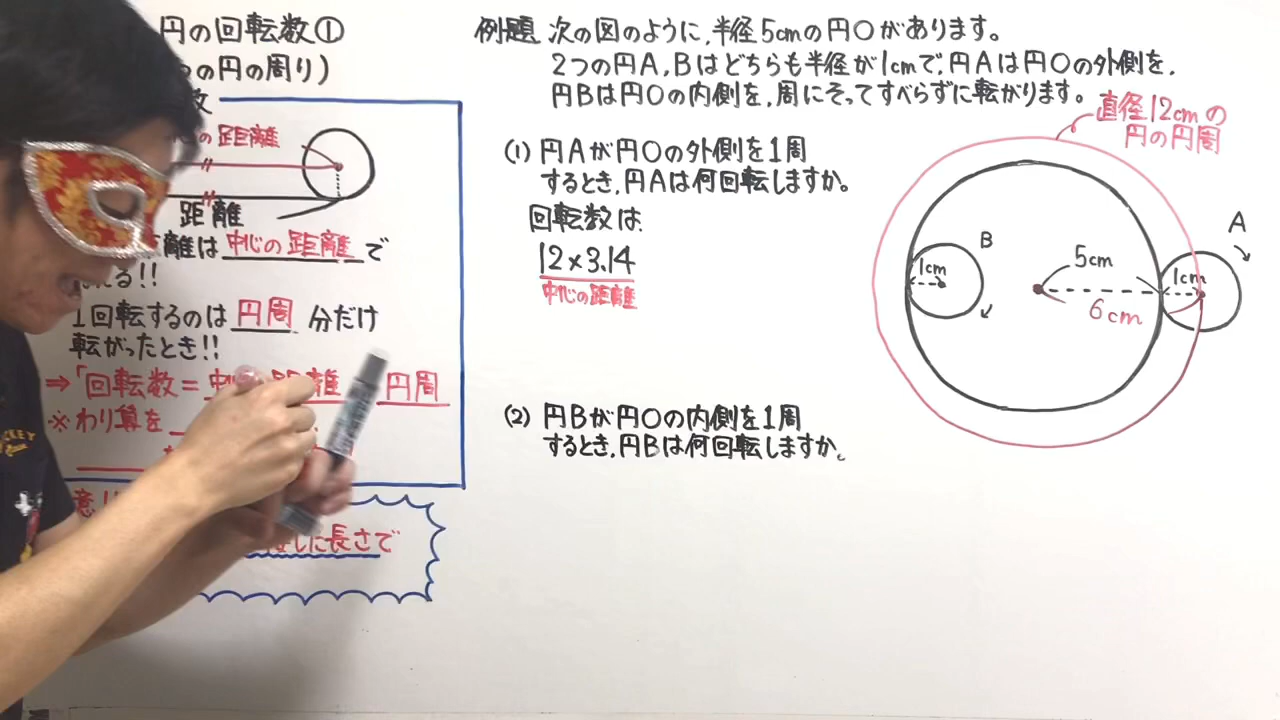 円の回転数①
の円の周り)
の距離
距離
離は中心の距離で
る!!
1回転するのは 円周 分だけ
転がったとき!!
⇒「回転数= 距離 円周
※わり算を
した長さで
例題 次の図のように,半径5cmの円Oがあります。
2つの円A,Bはどちらも半径が1cmで,円Aは円Oの外側を,
円Bは円Oの内側を,周にそってすべらずに転がります。
(1) 円Aが円Oの外側を1周
するとき,円Aは何回転しますか。
回転数は,
12×3.14
中心の距離
(2) 円Bが円Oの内側を1周
するとき,円Bは何回転しますか。
直径12cmの
円の円周
A
B
1cm
5cm
1cm
6cm